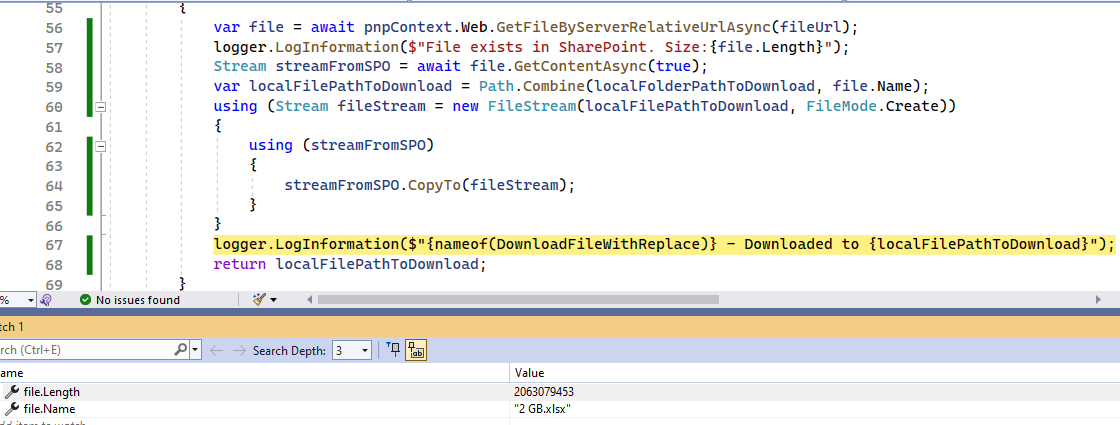 55 {
56 var file = await pnpContext.Web.GetFileByServerRelativeUrlAsync(fileUrl);
57 logger.LogInformation($"File exists in SharePoint. Size:{file.Length}");
58 Stream streamFromSPO = await file.GetContentAsync(true);
59 var localFilePathToDownload = Path.Combine(localFolderPathToDownload, file.Name);
60 using (Stream fileStream = new FileStream(localFilePathToDownload, FileMode.Create))
61 {
62 using (streamFromSPO)
63 {
64 streamFromSPO.CopyTo(fileStream);
65 }
66 }
67 logger.LogInformation($"{nameof(DownloadFileWithReplace)} - Downloaded to {localFilePathToDownload}");
68 return localFilePathToDownload;
69 }
% No issues found
tch 1
rch (Ctrl+E) Search Depth: 3
ame Value
file.Length 2063079453
file.Name "2 GB.xlsx"